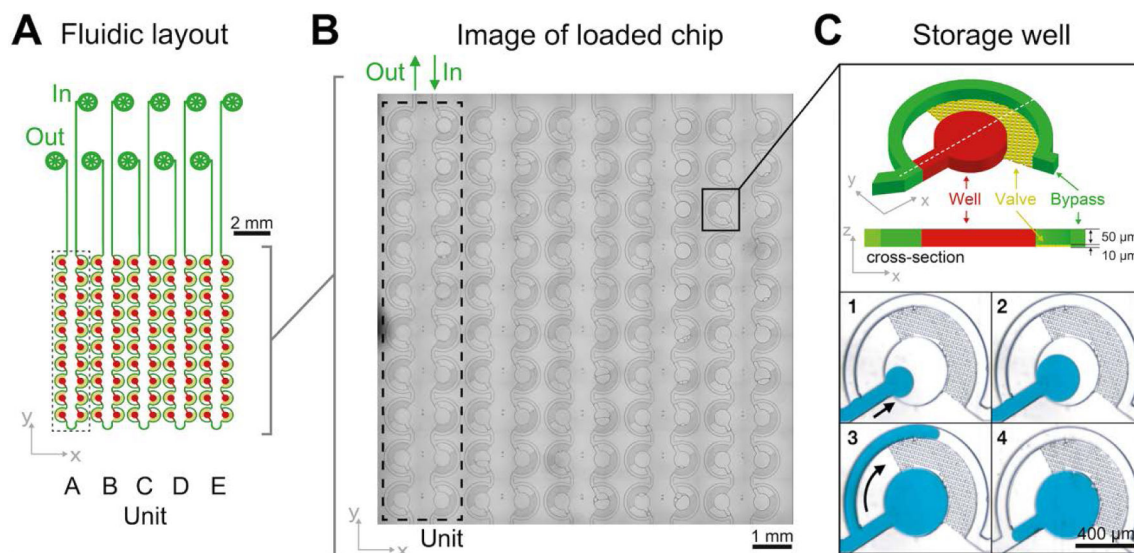 A Fluidic layout
In
Out
2 mm
y
x
A B C D E
Unit
B Image of loaded chip
Out In
y
x
Unit
1 mm
C Storage well
y
x
Well Valve Bypass
z
50 µm
10 µm
cross-section
x
1
2
3
4
400 µm